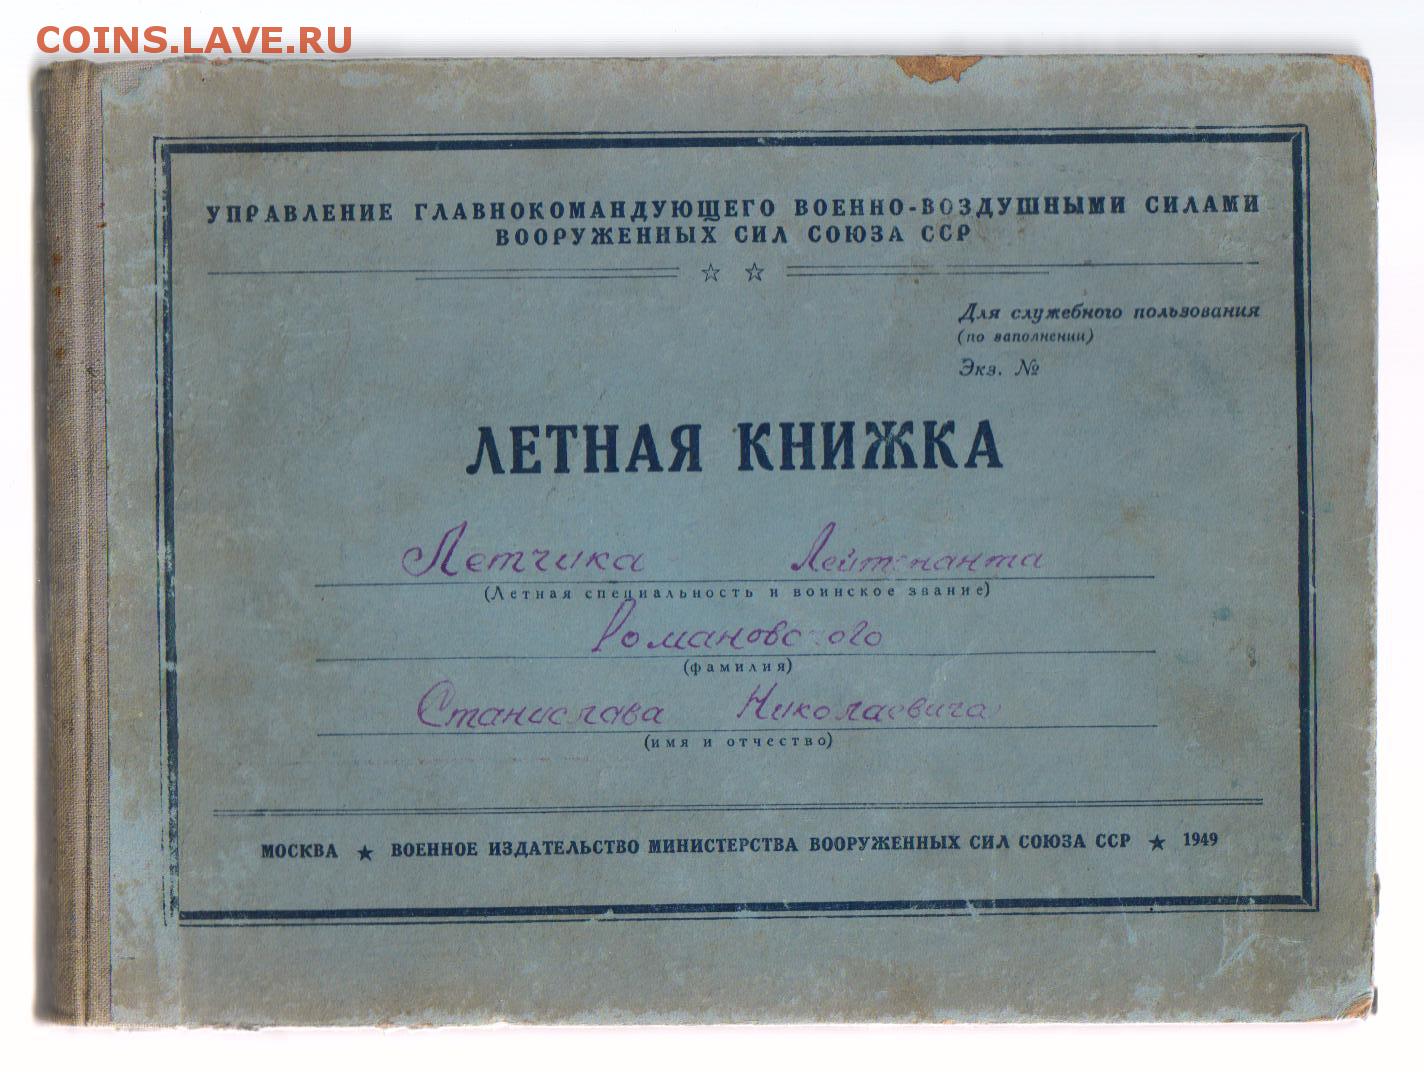 COINS.LAVE.RU
УПРАВЛЕНИЕ ГЛАВНОКОМАНДУЮЩЕГО ВОЕННО-ВОЗДУШНЫМИ СИЛАМИ
ВООРУЖЕННЫХ СИЛ СОЮЗА ССР
☆ ☆
Для служебного пользования
(по заполнении)
Экз. №
ЛЕТНАЯ КНИЖКА
Летчика Лейтенанта
(Летная специальность и воинское звание)
Романовского
(фамилия)
Станислава Николаевича
(имя и отчество)
МОСКВА ★ ВОЕННОЕ ИЗДАТЕЛЬСТВО МИНИСТЕРСТВА ВООРУЖЕННЫХ СИЛ СОЮЗА ССР ★ 1949